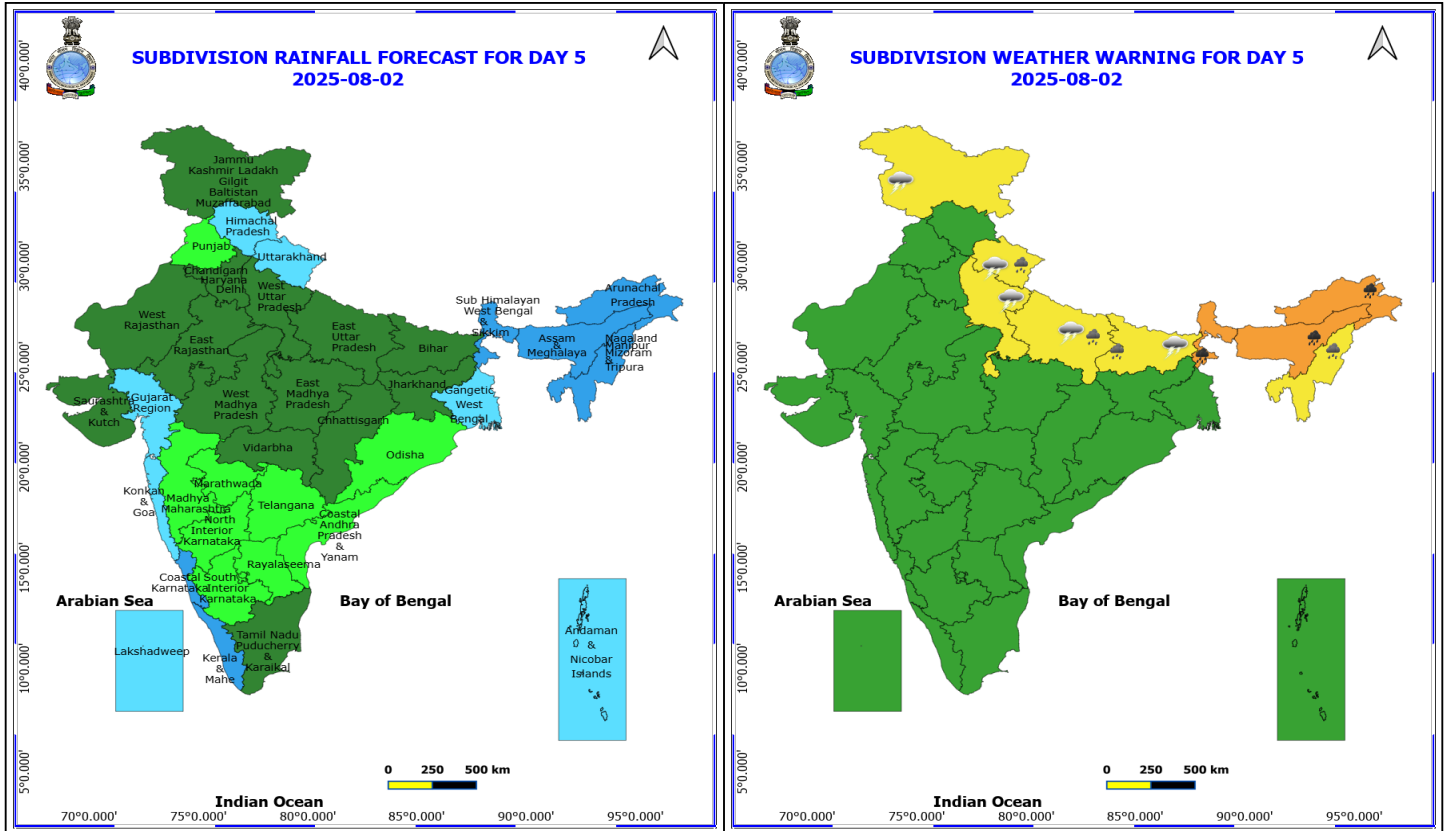 SUBDIVISION RAINFALL FORECAST FOR DAY 5
2025-08-02
40°0.000'
35°0.000'
30°0.000'
25°0.000'
20°0.000'
15°0.000'
10°0.000'
5°0.000'
Jammu
Kashmir Ladakh
Gilgit
Baltistan
Muzaffarabad
Himachal
Pradesh
Punjab
Uttarakhand
Chandigarh
Haryana
Delhi
West
Uttar
Pradesh
West
Rajasthan
East
Rajasthan
East
Uttar
Pradesh
Bihar
Sub Himalayan
West Bengal
&
Sikkim
Arunachal
Pradesh
Assam
&
Meghalaya
Nagaland
Manipur
Mizoram
&
Tripura
Saurashtra
&
Kutch
Gujarat
Region
West
Madhya
Pradesh
East
Madhya
Pradesh
Jharkhand
Gangetic
West
Bengal
Chhattisgarh
Vidarbha
Odisha
Konkan
&
Goa
Marathwada
Madhya
Maharashtra
Telangana
North
Interior
Karnataka
Coastal
Andhra
Pradesh
&
Yanam
Rayalaseema
Coastal
Karnataka
South
Interior
Karnataka
Arabian Sea
Bay of Bengal
Lakshadweep
Kerala
&
Mahe
Tamil Nadu
Puducherry
&
Karaikal
Andaman
&
Nicobar
Islands
0 250 500 km
Indian Ocean
70°0.000' 75°0.000' 80°0.000' 85°0.000' 90°0.000' 95°0.000'
SUBDIVISION WEATHER WARNING FOR DAY 5
2025-08-02
40°0.000'
35°0.000'
30°0.000'
25°0.000'
20°0.000'
15°0.000'
10°0.000'
5°0.000'
Arabian Sea
Bay of Bengal
0 250 500 km
Indian Ocean
70°0.000' 75°0.000' 80°0.000' 85°0.000' 90°0.000' 95°0.000'